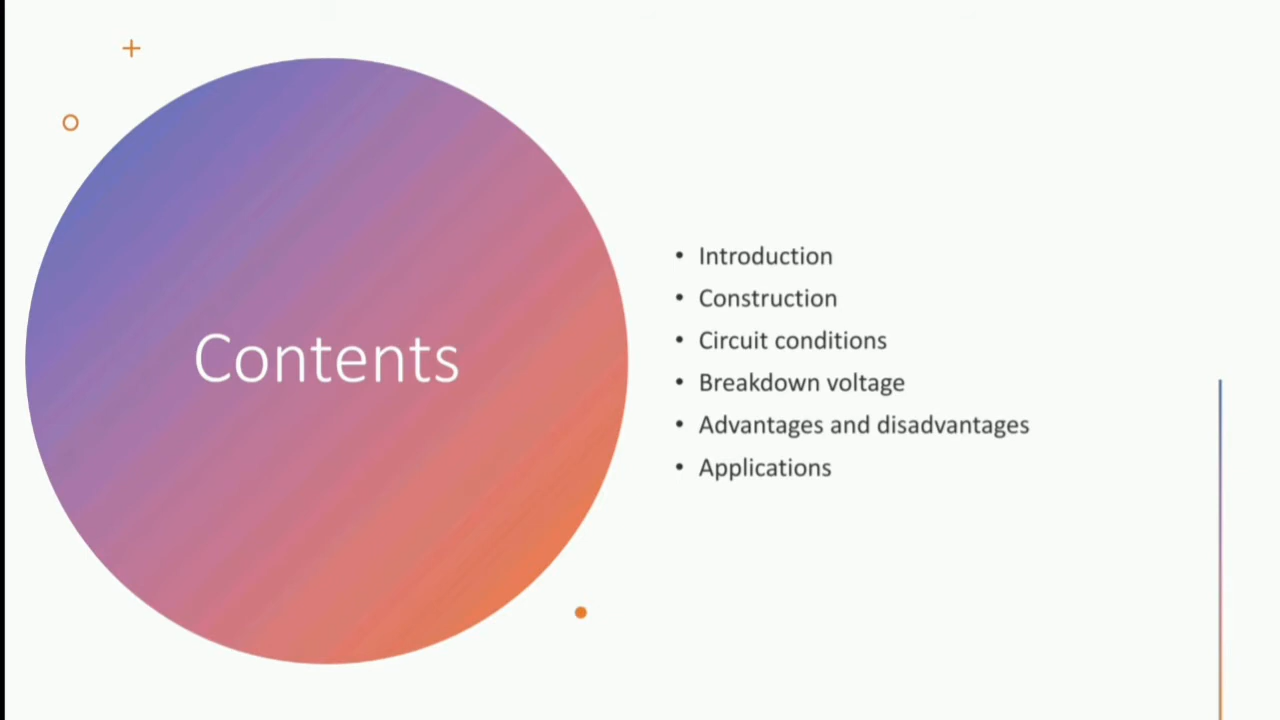 Contents
• Introduction
• Construction
• Circuit conditions
• Breakdown voltage
• Advantages and disadvantages
• Applications